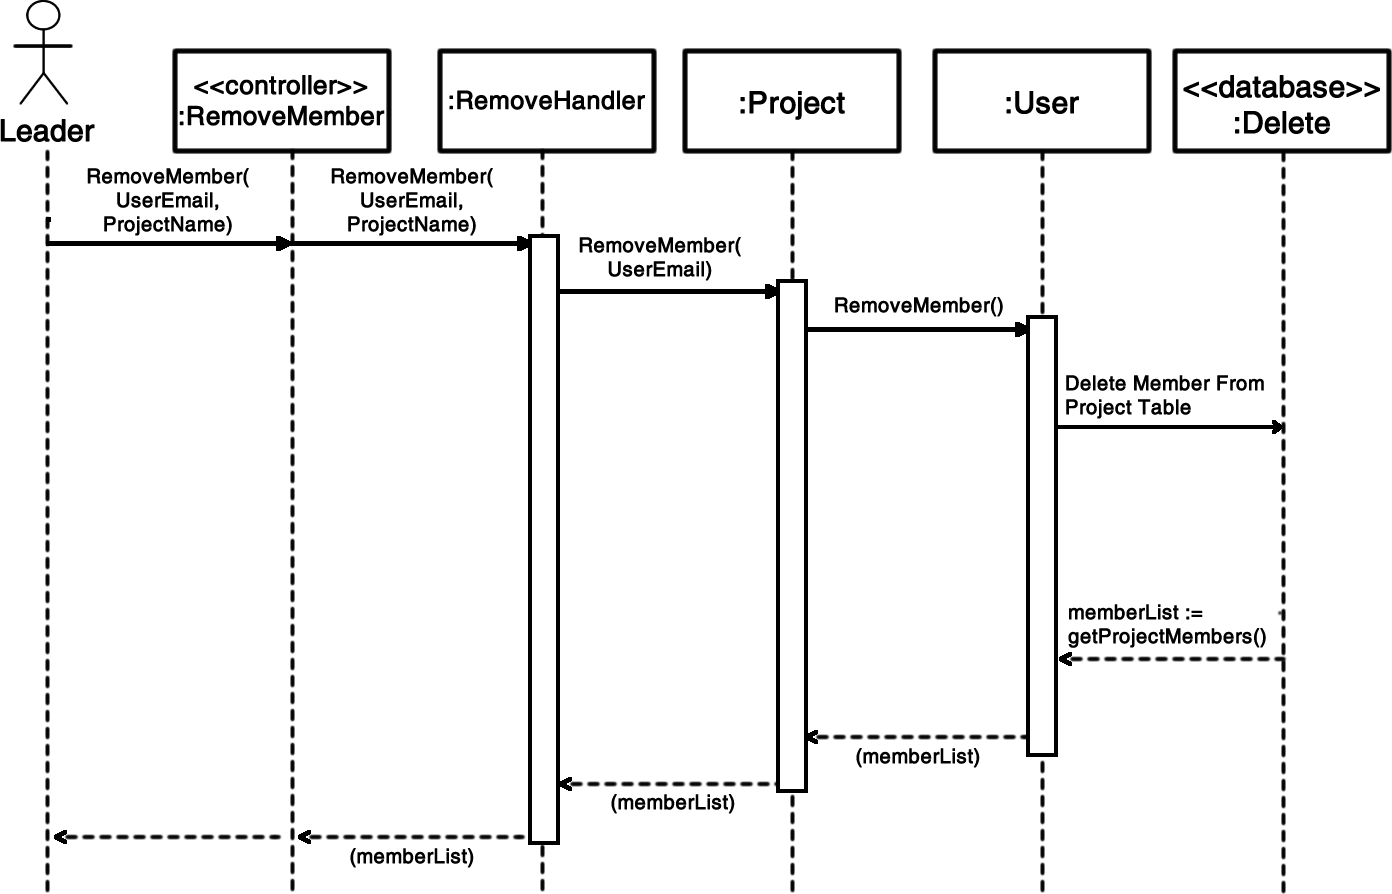 Leader
<<controller>>
:RemoveMember
:RemoveHandler
:Project
:User
<<database>>
:Delete
RemoveMember(
UserEmail,
ProjectName)
RemoveMember(
UserEmail,
ProjectName)
RemoveMember(
UserEmail)
RemoveMember()
Delete Member From
Project Table
memberList :=
getProjectMembers()
(memberList)
(memberList)
(memberList)